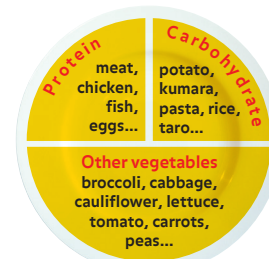 Protein
meat,
chicken,
fish,
eggs...
Carbohydrate
potato,
kumara,
pasta, rice,
taro...
Other vegetables
broccoli, cabbage,
cauliflower, lettuce,
tomato, carrots,
peas...